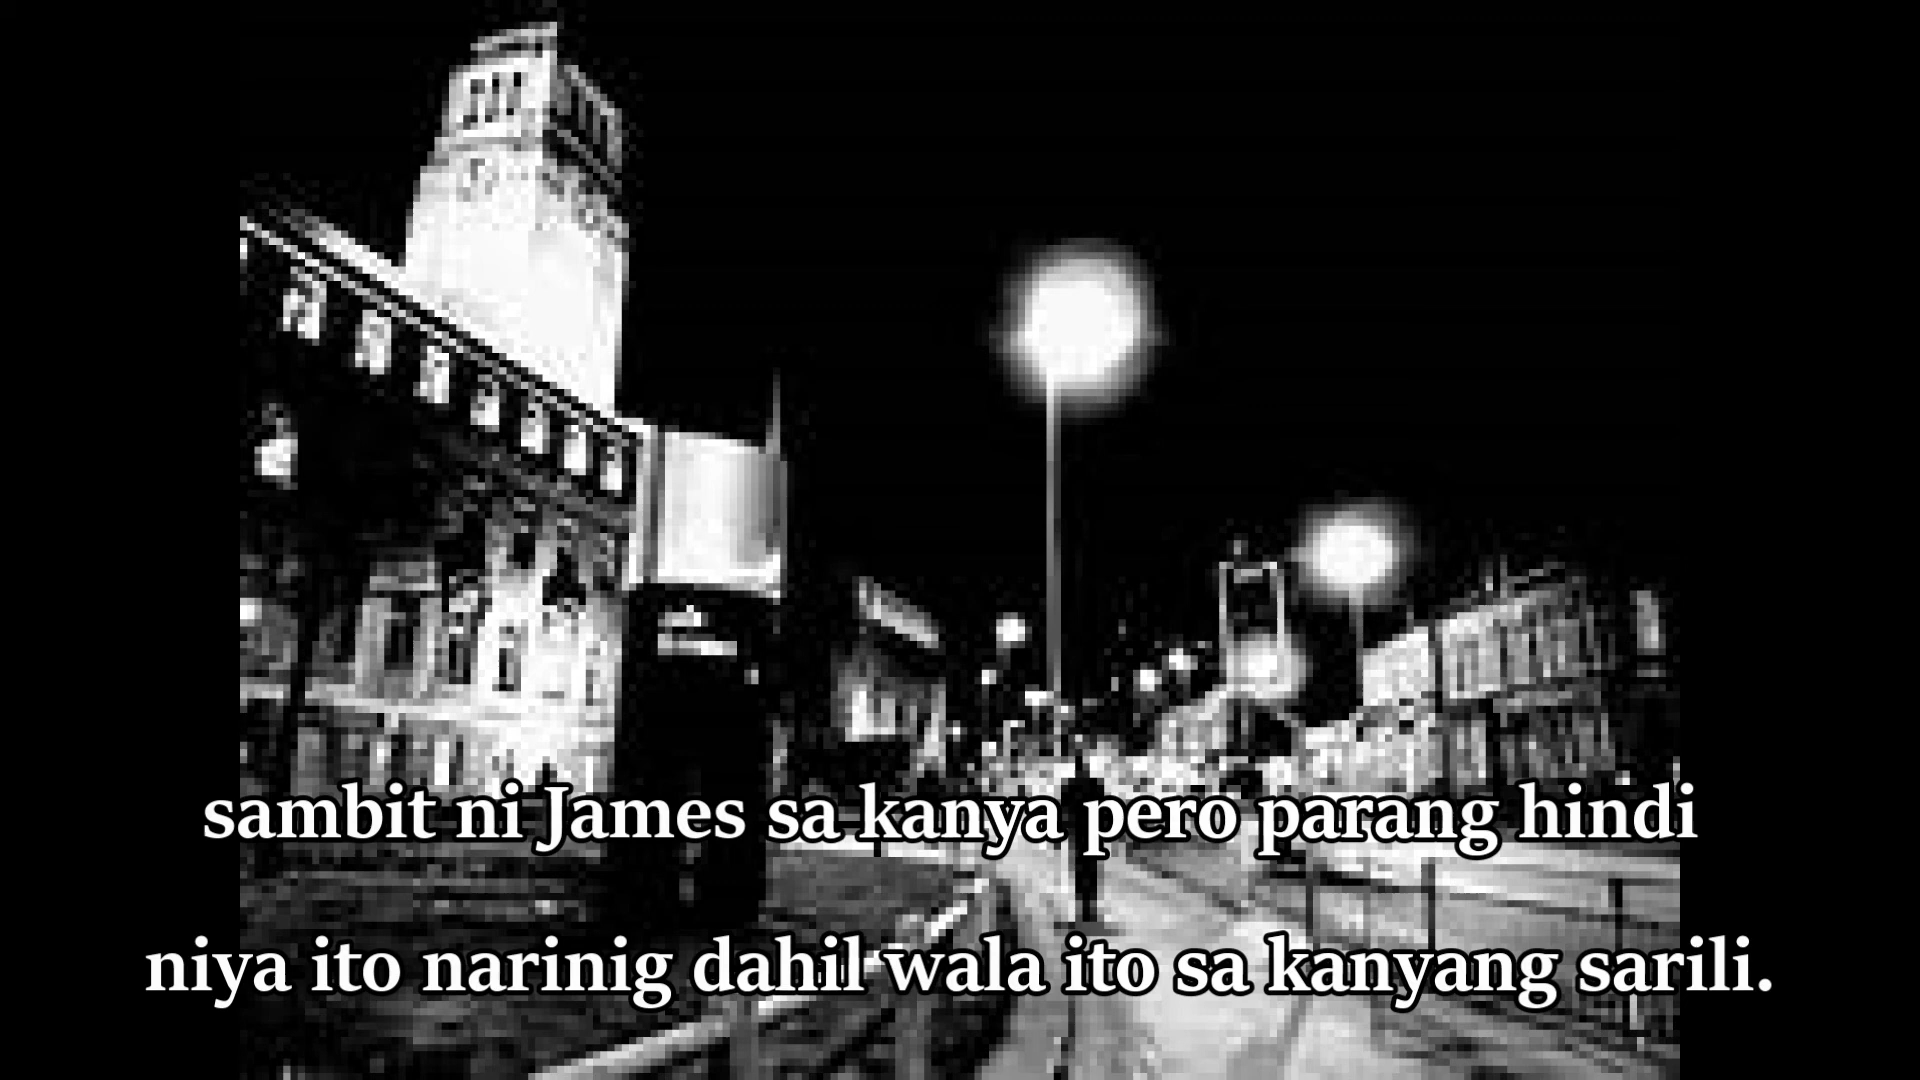 sambit ni James sa kanya pero parang hindi
niya ito narinig dahil wala ito sa kanyang sarili.